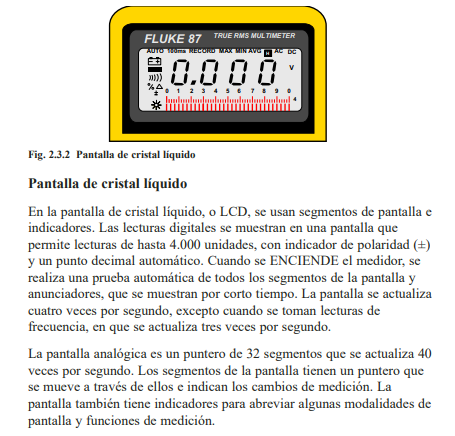 FLUKE 87 TRUE RMS MULTIMETER
AUTO 100ms RECORD MAX MIN AVG AC DC
0.000 V
0 1 2 3 4 5 6 7 8 9 0
4
Fig. 2.3.2 Pantalla de cristal líquido
Pantalla de cristal líquido
En la pantalla de cristal líquido, o LCD, se usan segmentos de pantalla e
indicadores. Las lecturas digitales se muestran en una pantalla que
permite lecturas de hasta 4.000 unidades, con indicador de polaridad (±)
y un punto decimal automático. Cuando se ENCIENDE el medidor, se
realiza una prueba automática de todos los segmentos de la pantalla y
anunciadores, que se muestran por corto tiempo. La pantalla se actualiza
cuatro veces por segundo, excepto cuando se toman lecturas de
frecuencia, en que se actualiza tres veces por segundo.
La pantalla analógica es un puntero de 32 segmentos que se actualiza 40
veces por segundo. Los segmentos de la pantalla tienen un puntero que
se mueve a través de ellos e indican los cambios de medición. La
pantalla también tiene indicadores para abreviar algunas modalidades de
pantalla y funciones de medición.